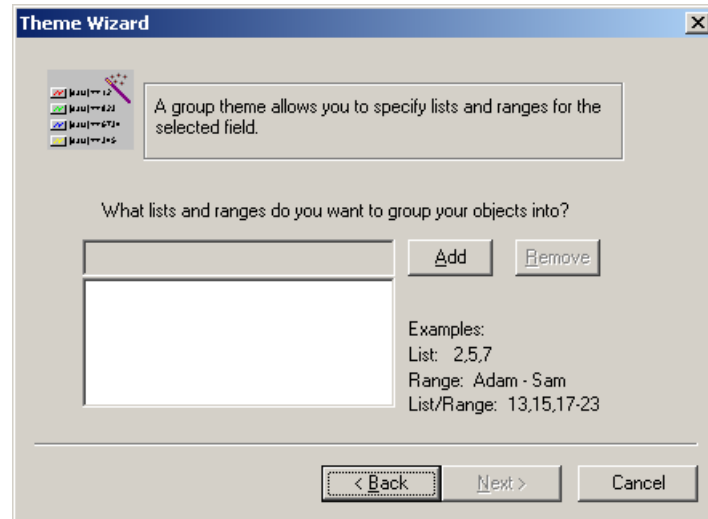 Theme Wizard
A group theme allows you to specify lists and ranges for the
selected field.
What lists and ranges do you want to group your objects into?
Add
Remove
Examples:
List: 2,5,7
Range: Adam - Sam
List/Range: 13,15,17-23
< Back
Next >
Cancel